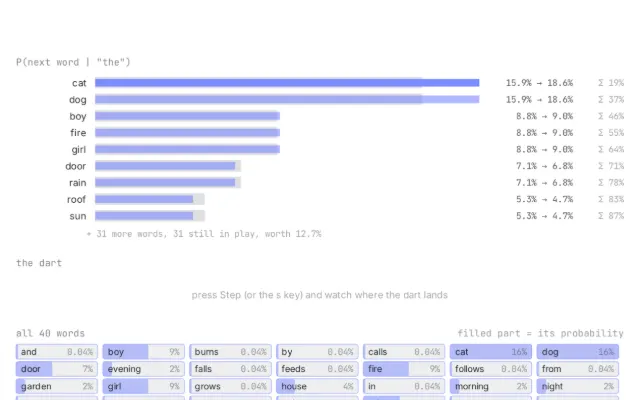 P(next word | "the")
cat 15.9% → 18.6% Σ 19%
dog 15.9% → 18.6% Σ 37%
boy 8.8% → 9.0% Σ 46%
fire 8.8% → 9.0% Σ 55%
girl 8.8% → 9.0% Σ 64%
door 7.1% → 6.8% Σ 71%
rain 7.1% → 6.8% Σ 78%
roof 5.3% → 4.7% Σ 83%
sun 5.3% → 4.7% Σ 87%
+ 31 more words, 31 still in play, worth 12.7%
the dart
press Step (or the s key) and watch where the dart lands
all 40 words filled part = its probability
and 0.04% boy 9% burns 0.04% by 0.04% calls 0.04% cat 16% dog 16%
door 7% evening 2% falls 0.04% feeds 0.04% fire 9% follows 0.04% from 0.04%
garden 2% girl 9% grows 0.04% house 4% in 0.04% morning 2% night 2%